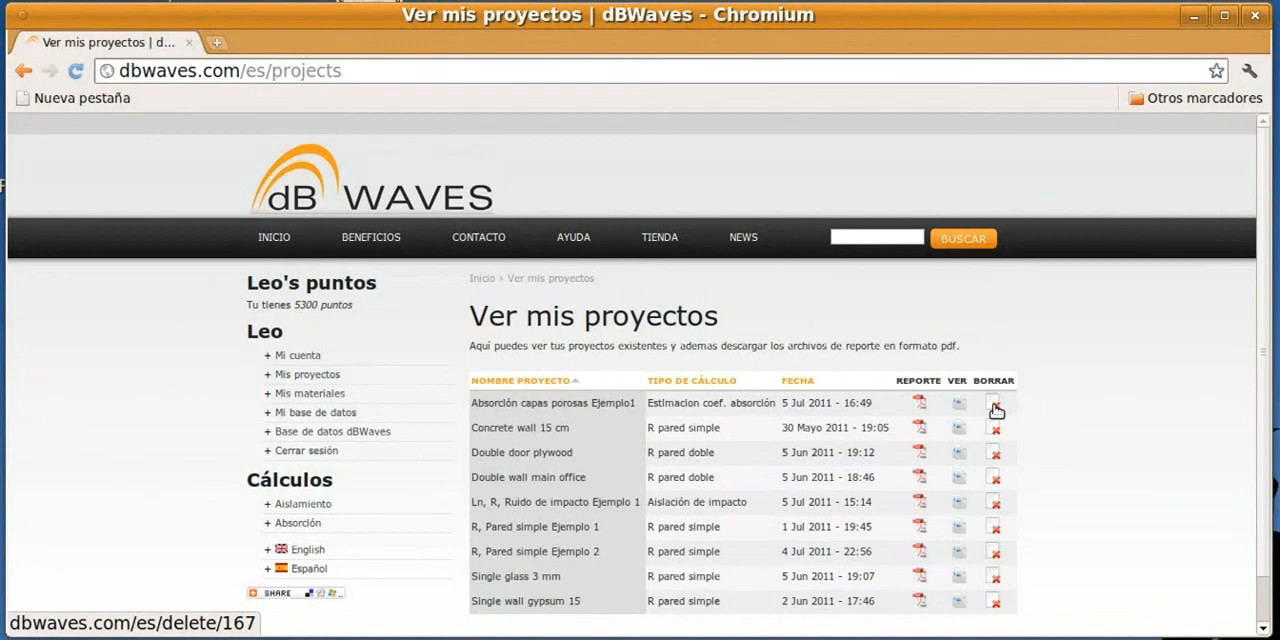 Ver mis proyectos | dBWaves - Chromium
Ver mis proyectos | d...
dbwaves.com/es/projects
Nueva pestaña
Otros marcadores
dB WAVES
INICIO BENEFICIOS CONTACTO AYUDA TIENDA NEWS BUSCAR
Leo's puntos
Tu tienes 5300 puntos
Leo
+ Mi cuenta
+ Mis proyectos
+ Mis materiales
+ Mi base de datos
+ Base de datos dBWaves
+ Cerrar sesión
Cálculos
+ Aislamiento
+ Absorción
+ English
+ Español
SHARE
Inicio › Ver mis proyectos
Ver mis proyectos
Aquí puedes ver tus proyectos existentes y ademas descargar los archivos de reporte en formato pdf.
NOMBRE PROYECTO TIPO DE CÁLCULO FECHA REPORTE VER BORRAR
Absorción capas porosas Ejemplo1 Estimacion coef. absorción 5 Jul 2011 - 16:49
Concrete wall 15 cm R pared simple 30 Mayo 2011 - 19:05
Double door plywood R pared doble 5 Jun 2011 - 19:12
Double wall main office R pared doble 5 Jun 2011 - 18:46
Ln, R, Ruido de impacto Ejemplo 1 Aislación de impacto 5 Jul 2011 - 15:14
R, Pared simple Ejemplo 1 R pared simple 1 Jul 2011 - 19:45
R, Pared simple Ejemplo 2 R pared simple 4 Jul 2011 - 22:56
Single glass 3 mm R pared simple 5 Jun 2011 - 19:07
Single wall gypsum 15 R pared simple 2 Jun 2011 - 17:46
dbwaves.com/es/delete/167